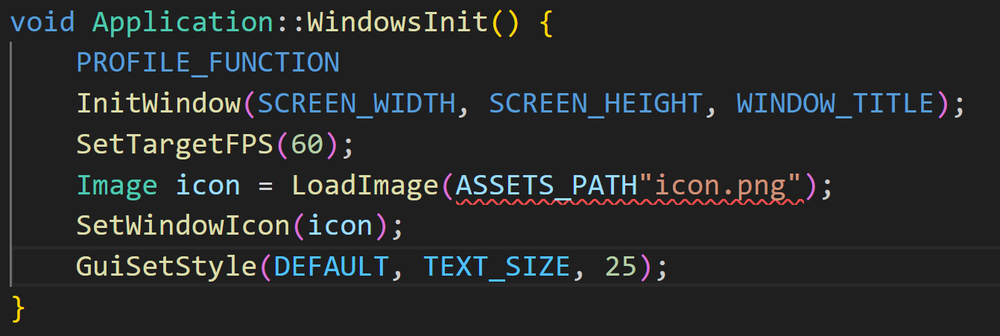 void Application::WindowsInit() {
    PROFILE_FUNCTION
    InitWindow(SCREEN_WIDTH, SCREEN_HEIGHT, WINDOW_TITLE);
    SetTargetFPS(60);
    Image icon = LoadImage(ASSETS_PATH"icon.png");
    SetWindowIcon(icon);
    GuiSetStyle(DEFAULT, TEXT_SIZE, 25);
}